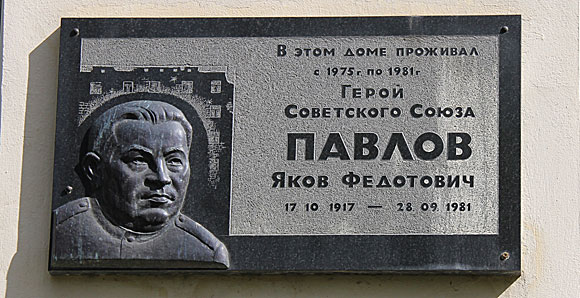 В этом доме проживал
с 1975 г. по 1981 г
Герой
Советского Союза
ПАВЛОВ
Яков Федотович
17 10 1917 — 28.09 1981